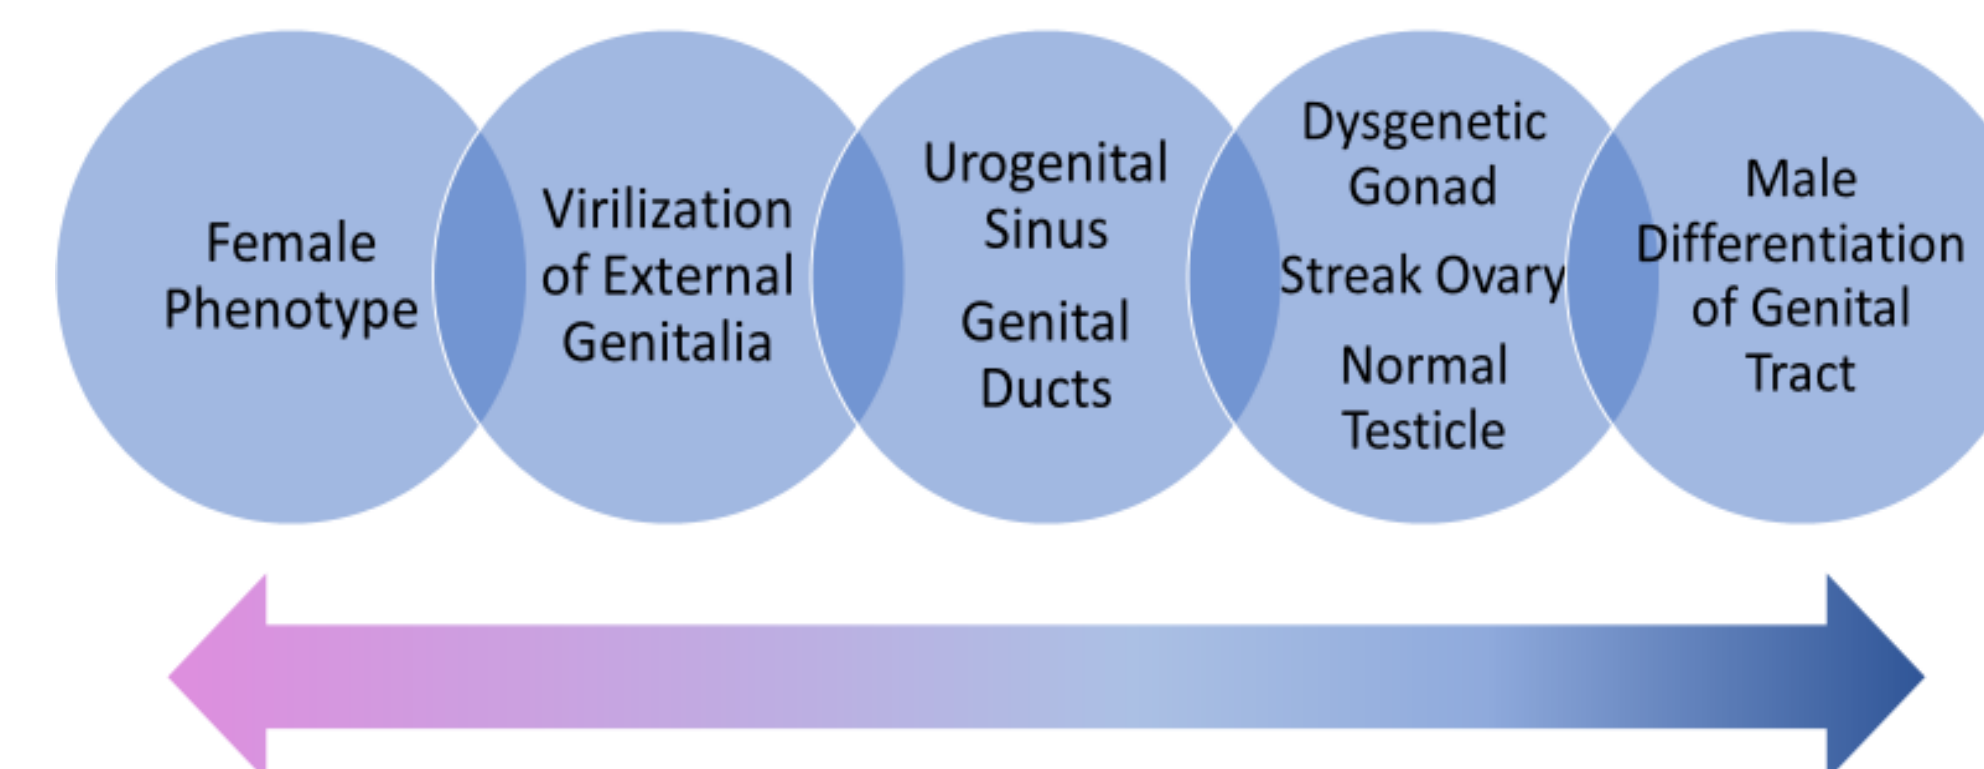 Female
Phenotype
Virilization
of External
Genitalia
Urogenital
Sinus
Genital
Ducts
Dysgenetic
Gonad
Streak Ovary
Normal
Testicle
Male
Differentiation
of Genital
Tract